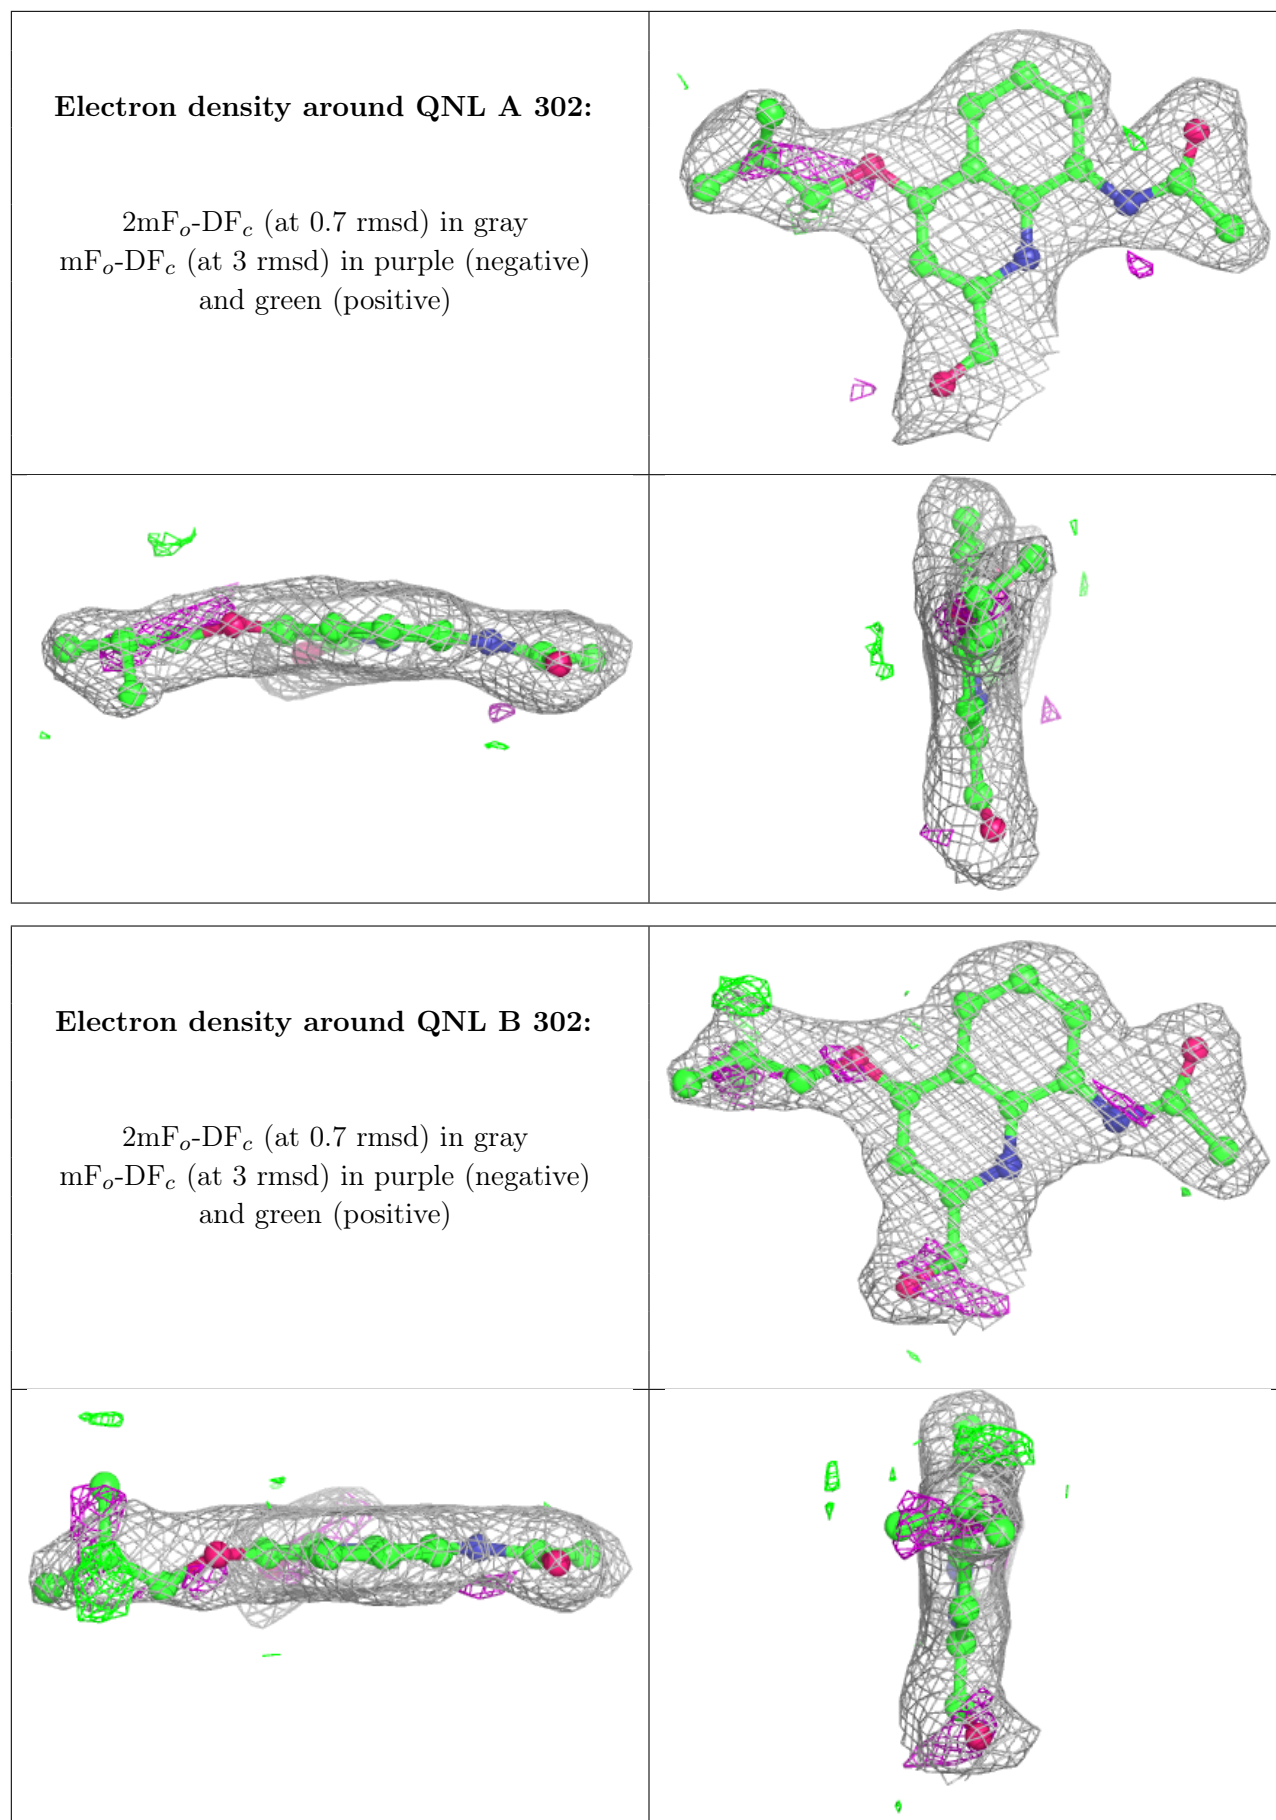 Electron density around QNL A 302:
2mFo-DFc (at 0.7 rmsd) in gray
mFo-DFc (at 3 rmsd) in purple (negative)
and green (positive)
Electron density around QNL B 302:
2mFo-DFc (at 0.7 rmsd) in gray
mFo-DFc (at 3 rmsd) in purple (negative)
and green (positive)